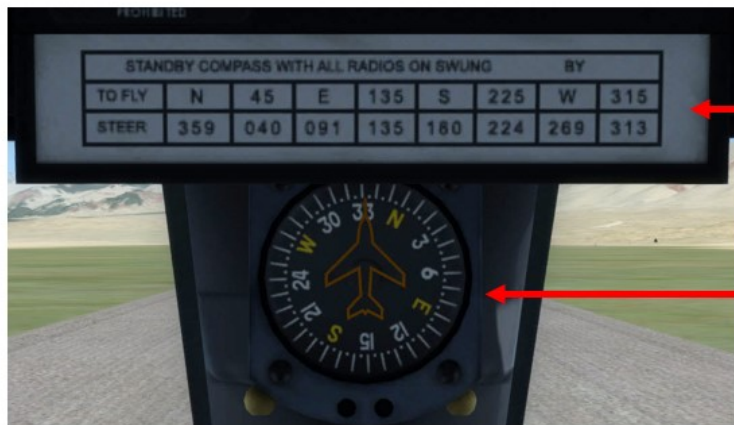 PROHIBITED
STANDBY COMPASS WITH ALL RADIOS ON SWUNG BY
TO FLY N 45 E 135 S 225 W 315
STEER 359 040 091 135 180 224 269 313
33 N 3 6 E 12 15 S 21 24 W 30